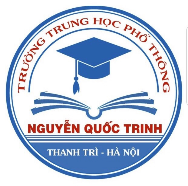 TRƯỜNG TRUNG HỌC PHỔ THÔNG
NGUYỄN QUỐC TRINH
THANH TRÌ - HÀ NỘI